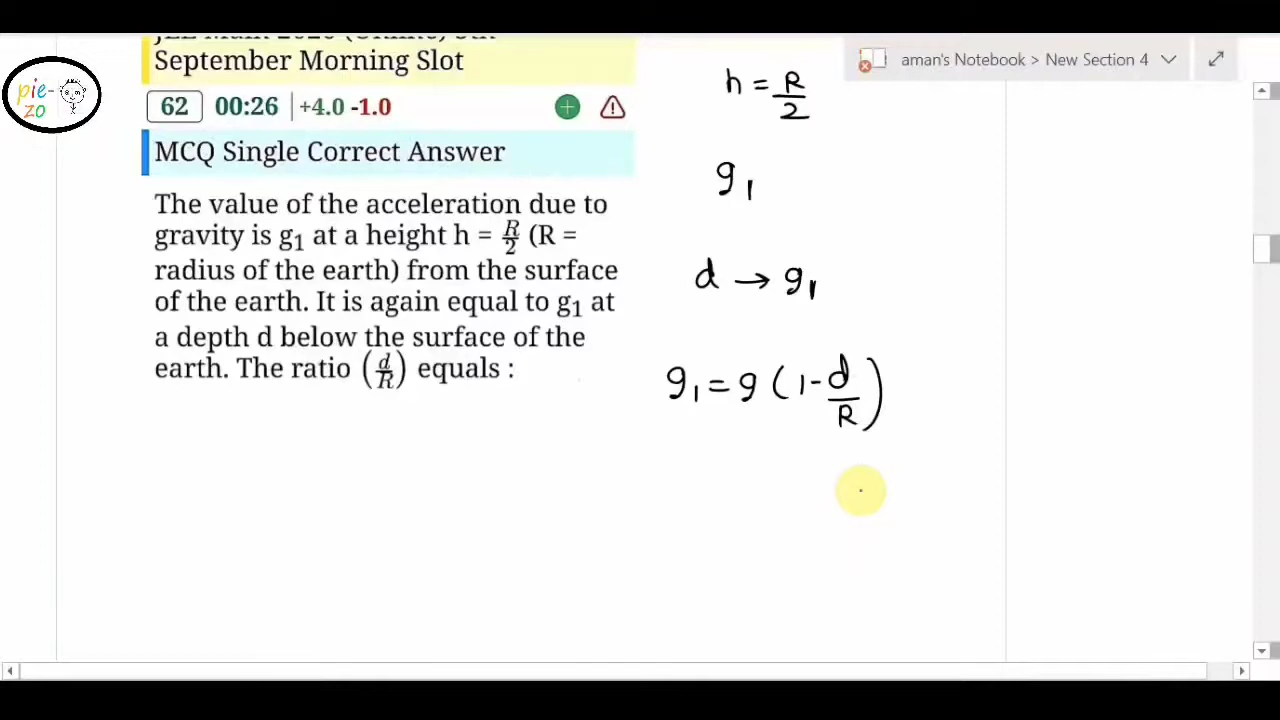 pie-
zo
September Morning Slot
62 00:26 +4.0 -1.0
MCQ Single Correct Answer
The value of the acceleration due to
gravity is g₁ at a height h = R/2 (R =
radius of the earth) from the surface
of the earth. It is again equal to g₁ at
a depth d below the surface of the
earth. The ratio (d/R) equals :
aman's Notebook > New Section 4
h = R/2
g₁
d → g₁
g₁ = g (1 - d/R)